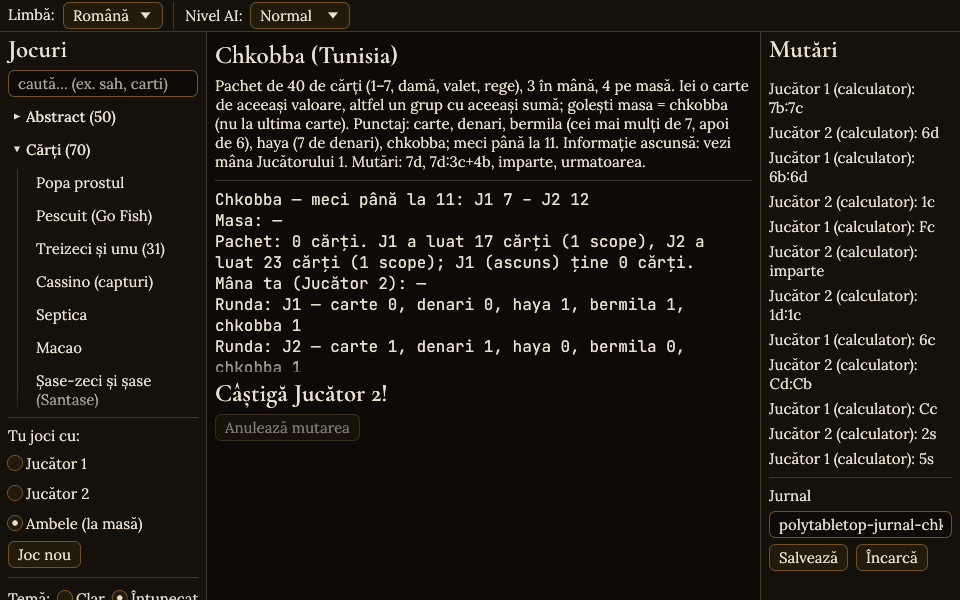 Limbă: Română Nivel AI: Normal
Jocuri
caută... (ex. sah, carti)
Abstract (50)
Cărți (70)
Popa prostul
Pescuit (Go Fish)
Treizeci și unu (31)
Cassino (capturi)
Septica
Macao
Șase-zeci și șase
(Santase)
Tu joci cu:
Jucător 1
Jucător 2
Ambele (la masă)
Joc nou
Temă: Clar Întunecat
Chkobba (Tunisia)
Pachet de 40 de cărți (1–7, damă, valet, rege), 3 în mână, 4 pe masă. Iei o carte
de aceeași valoare, altfel un grup cu aceeași sumă; golești masa = chkobba
(nu la ultima carte). Punctaj: carte, denari, bermila (cei mai mulți de 7, apoi
de 6), haya (7 de denari), chkobba; meci până la 11. Informație ascunsă: vezi
mâna Jucătorului 1. Mutări: 7d, 7d:3c+4b, imparte, urmatoarea.
Chkobba — meci până la 11: J1 7 – J2 12
Masa: —
Pachet: 0 cărți. J1 a luat 17 cărți (1 scope), J2 a
luat 23 cărți (1 scope); J1 (ascuns) ține 0 cărți.
Mâna ta (Jucător 2): —
Runda: J1 — carte 0, denari 0, haya 1, bermila 1,
chkobba 1
Runda: J2 — carte 1, denari 1, haya 0, bermila 0,
chkobba 1
Câștigă Jucător 2!
Anulează mutarea
Mutări
Jucător 1 (calculator):
7b:7c
Jucător 2 (calculator): 6d
Jucător 1 (calculator):
6b:6d
Jucător 2 (calculator): 1c
Jucător 1 (calculator): Fc
Jucător 2 (calculator):
imparte
Jucător 2 (calculator):
1d:1c
Jucător 1 (calculator): 6c
Jucător 2 (calculator):
Cd:Cb
Jucător 1 (calculator): Cc
Jucător 2 (calculator): 2s
Jucător 1 (calculator): 5s
Jurnal
polytabletop-jurnal-chk
Salvează Încarcă